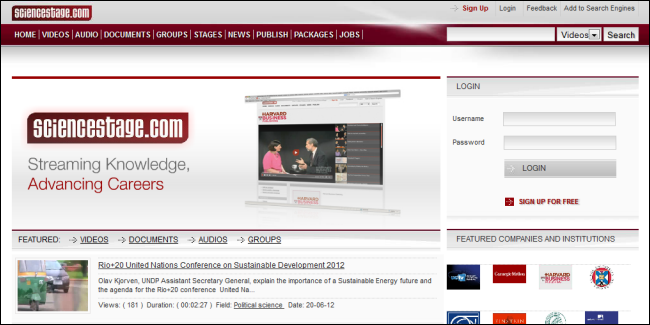 sciencestage.com
Sign Up Login Feedback Add to Search Engines
HOME | VIDEOS | AUDIO | DOCUMENTS | GROUPS | STAGES | NEWS | PUBLISH | PACKAGES | JOBS |
Videos Search
sciencestage.com
Streaming Knowledge,
Advancing Careers
HARVARD
BUSINESS
LOGIN
Username
Password
LOGIN
SIGN UP FOR FREE
FEATURED: VIDEOS DOCUMENTS AUDIOS GROUPS
Rio+20 United Nations Conference on Sustainable Development 2012
Olav Kjorven, UNDP Assistant Secretary General, explain the importance of a Sustainable Energy future and
the agenda for the Rio+20 conference United Na...
Views: ( 181 ) Duration: ( 00:02:27 ) Field: Political science Date: 20-06-12
FEATURED COMPANIES AND INSTITUTIONS
Carnegie Mellon
HARVARD
BUSINESS